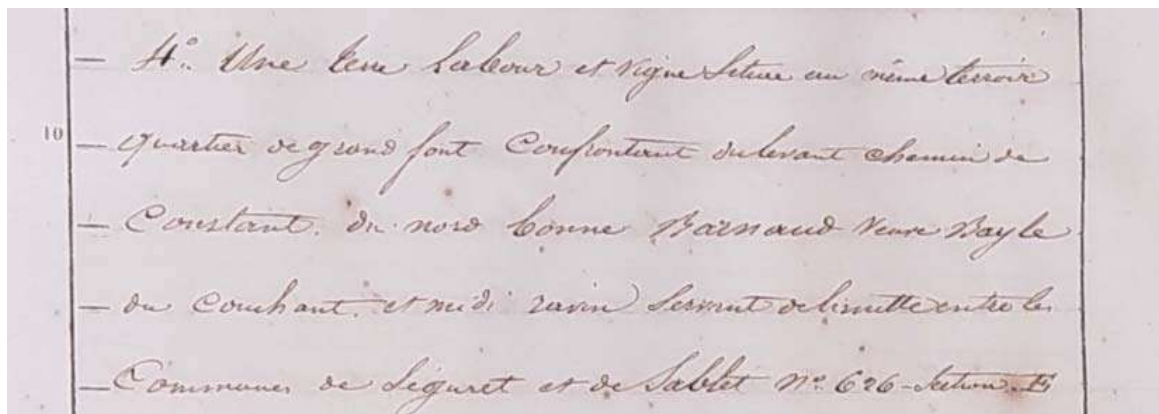 4° Une terre labour et vigne située au même terroir
10
quartier de grand font Confrontant du levant chemin de
Constant. du nord bonne Barnaud veuve Bayle
du Couchant. et midi ravin servant de limitte entre les
Communes de Séguret et de Sablet n° 626 - Section E